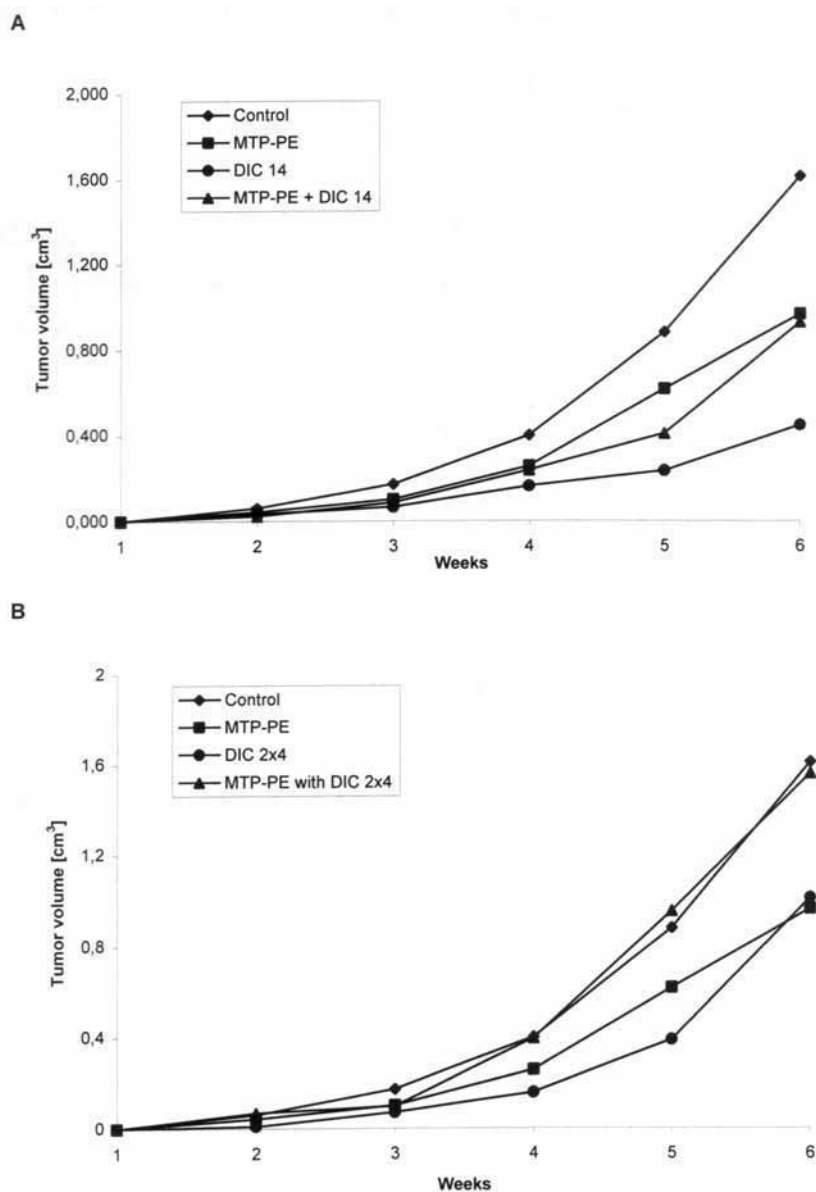 A
2,000
1,600
1,200
0,800
0,400
0,000
Tumor volume [cm³]
Control
MTP-PE
DIC 14
MTP-PE + DIC 14
1 2 3 4 5 6
Weeks
B
2
1,6
1,2
0,8
0,4
0
Tumor volume [cm³]
Control
MTP-PE
DIC 2x4
MTP-PE with DIC 2x4
1 2 3 4 5 6
Weeks